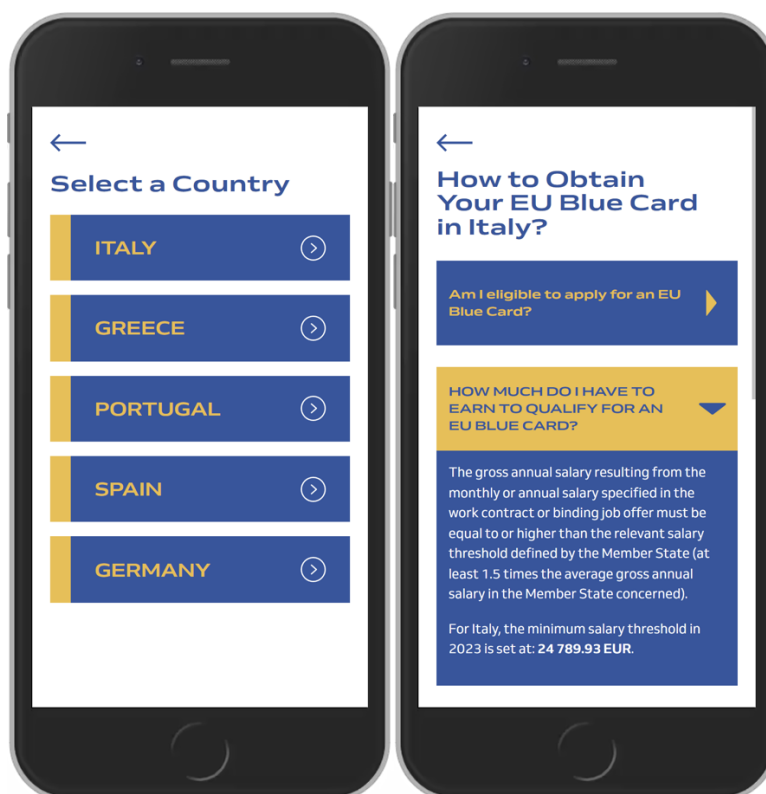 Select a Country
ITALY
GREECE
PORTUGAL
SPAIN
GERMANY
How to Obtain
Your EU Blue Card
in Italy?
Am I eligible to apply for an EU
Blue Card?
HOW MUCH DO I HAVE TO
EARN TO QUALIFY FOR AN
EU BLUE CARD?
The gross annual salary resulting from the
monthly or annual salary specified in the
work contract or binding job offer must be
equal to or higher than the relevant salary
threshold defined by the Member State (at
least 1.5 times the average gross annual
salary in the Member State concerned).
For Italy, the minimum salary threshold in
2023 is set at: 24 789.93 EUR.